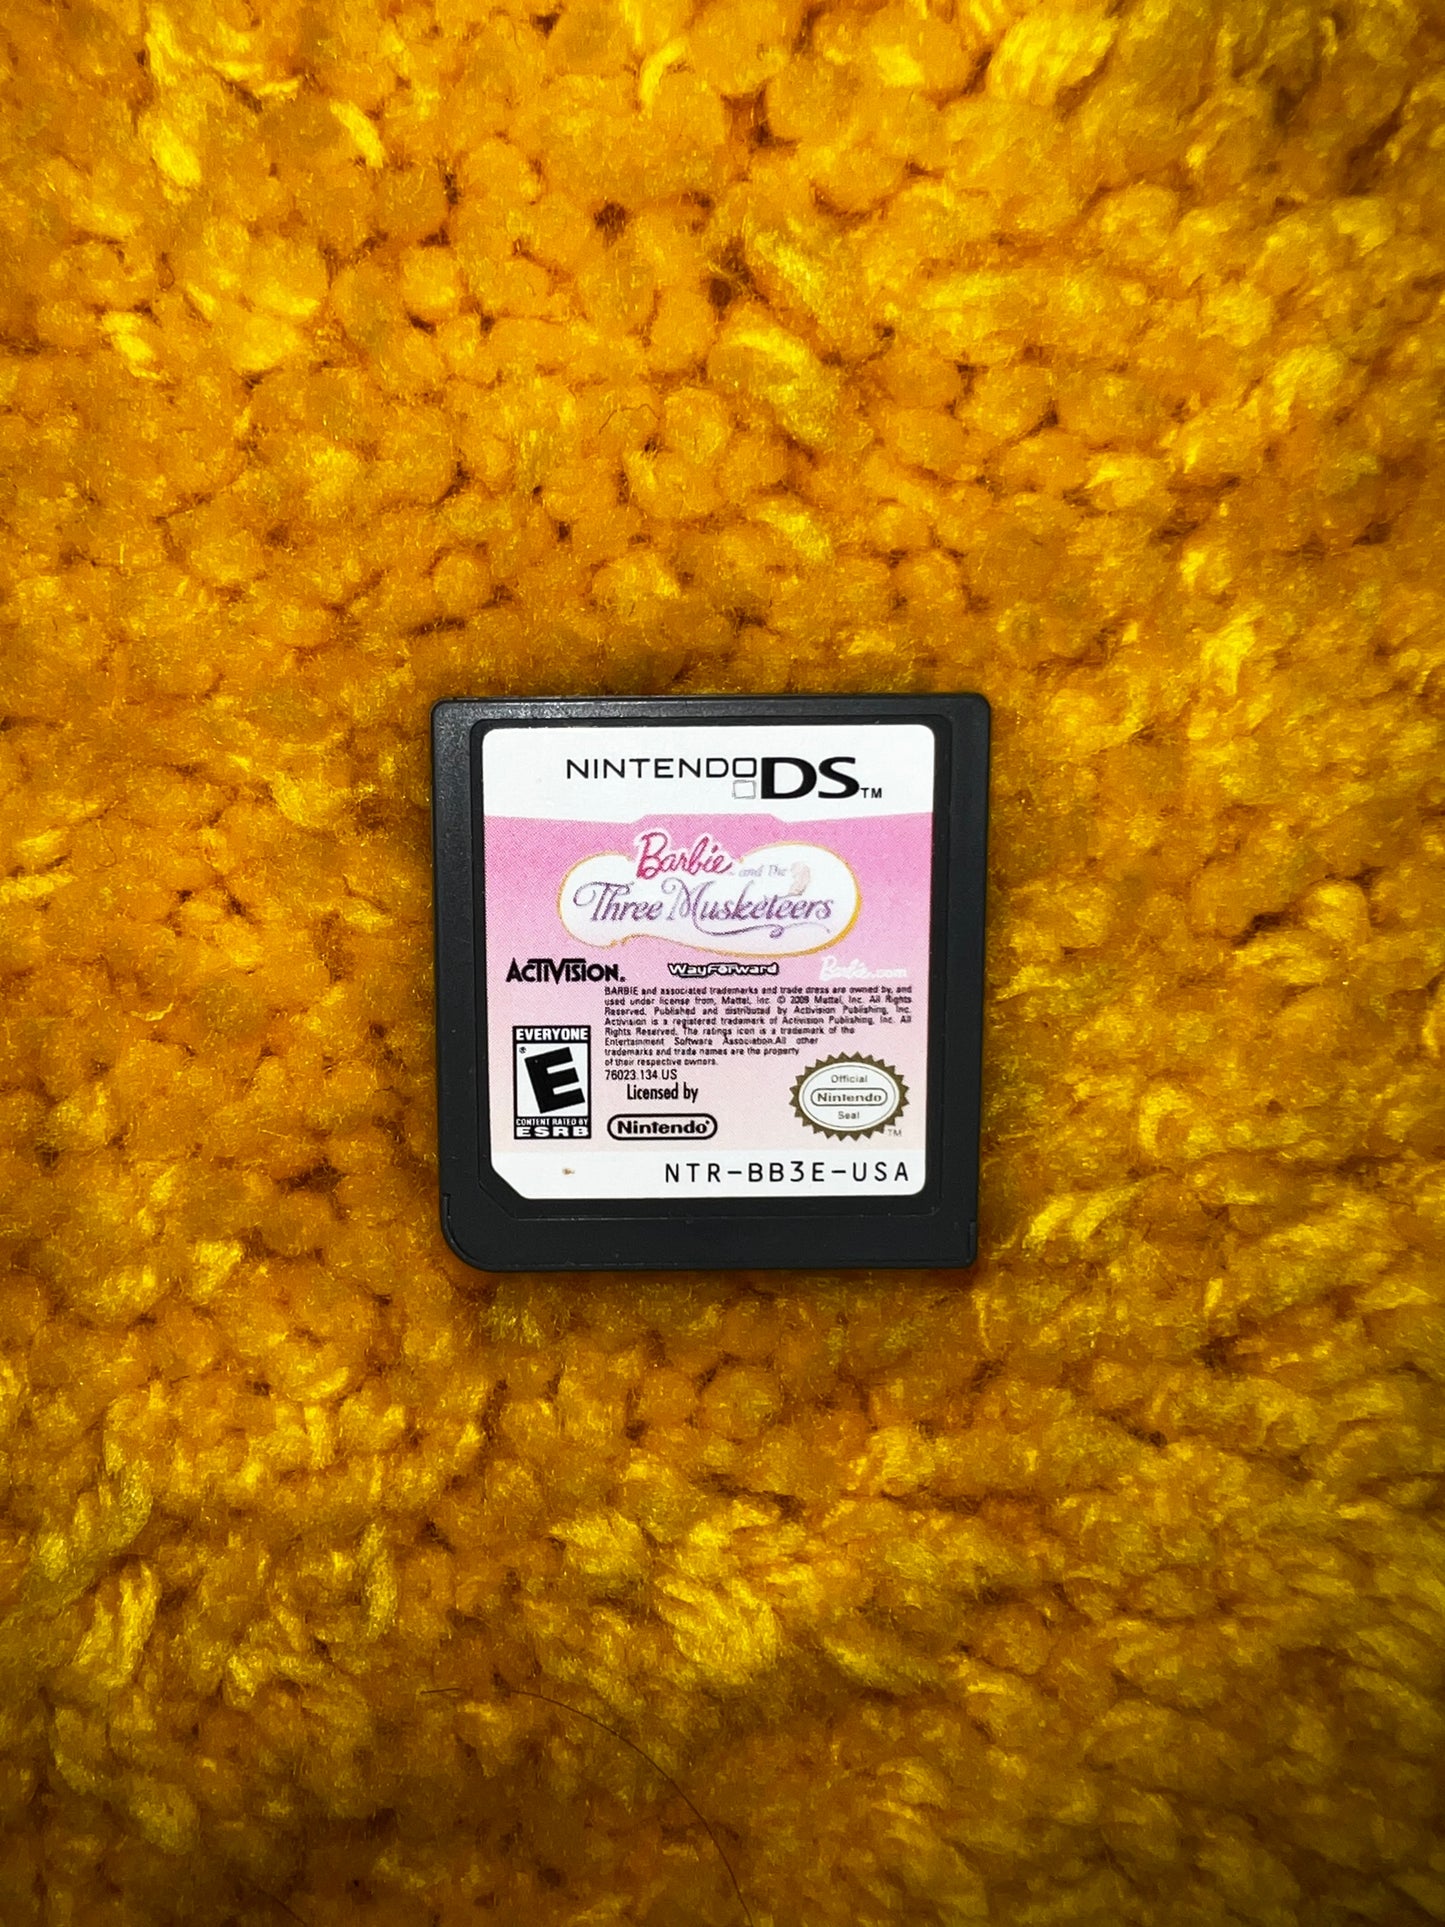 NINTENDO DS™
Barbie™ and The
Three Musketeers
ACTIVISION. WayForward Barbie.com
BARBIE and associated trademarks and trade dress are owned by, and
used under license from, Mattel, Inc. © 2009 Mattel, Inc. All Rights
Reserved. Published and distributed by Activision Publishing, Inc.
Activision is a registered trademark of Activision Publishing, Inc. All
Rights Reserved. The ratings icon is a trademark of the
Entertainment Software Association.All other
trademarks and trade names are the property
of their respective owners.
76023.134.US
EVERYONE
E®
CONTENT RATED BY
ESRB
Licensed by
Nintendo®
Official
Nintendo
Seal
TM
NTR-BB3E-USA